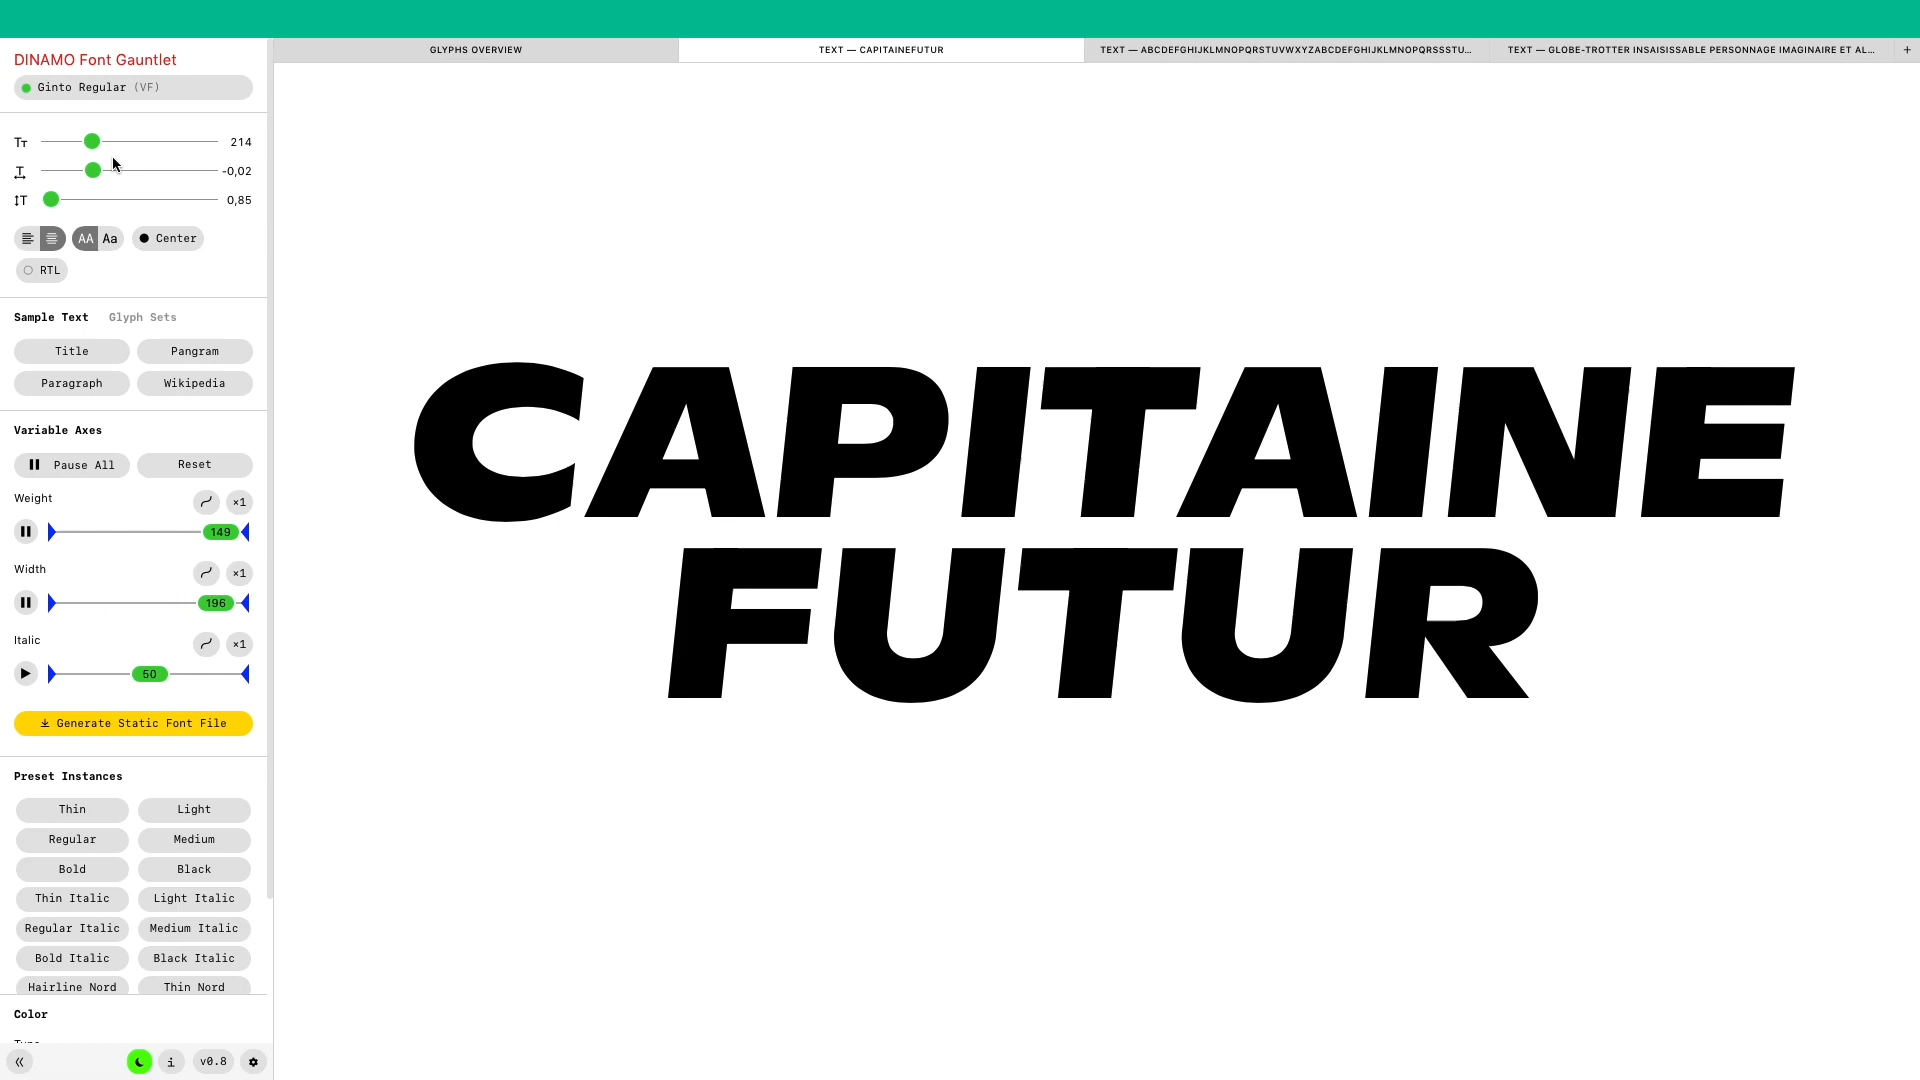 GLYPHS OVERVIEW
TEXT — CAPITAINEFUTUR
TEXT — ABCDEFGHIJKLMNOPQRSTUVWXYZABCDEFGHIJKLMNOPQRSSSTU...
TEXT — GLOBE-TROTTER INSAISISSABLE PERSONNAGE IMAGINAIRE ET AL...
+
DINAMO Font Gauntlet
Ginto Regular (VF)
TT 214
T -0,02
T 0,85
AA Aa Center
RTL
Sample Text Glyph Sets
Title Pangram
Paragraph Wikipedia
Variable Axes
Pause All Reset
Weight ×1
149
Width ×1
196
Italic ×1
50
Generate Static Font File
Preset Instances
Thin Light
Regular Medium
Bold Black
Thin Italic Light Italic
Regular Italic Medium Italic
Bold Italic Black Italic
Hairline Nord Thin Nord
Color
i v0.8
CAPITAINE
FUTUR